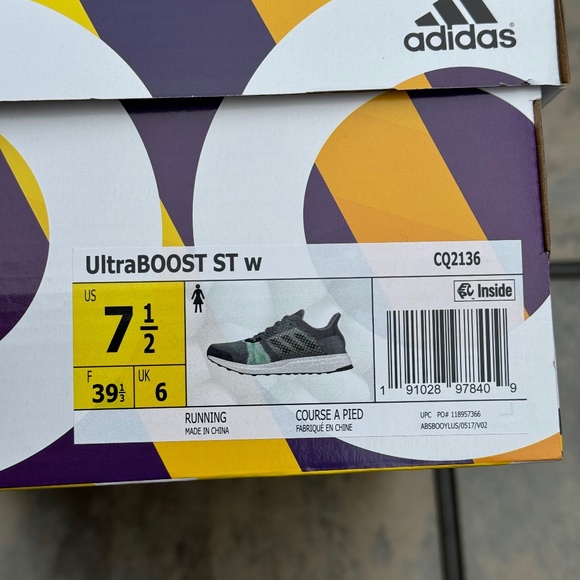 adidas
UltraBOOST ST w
CQ2136
US
7 1/2
F
39 1/3
UK
6
Inside
1 91028 97840 9
RUNNING
MADE IN CHINA
COURSE A PIED
FABRIQUÉ EN CHINE
UPC PO# 118957366
ABSBOOYLUS/0517/V02